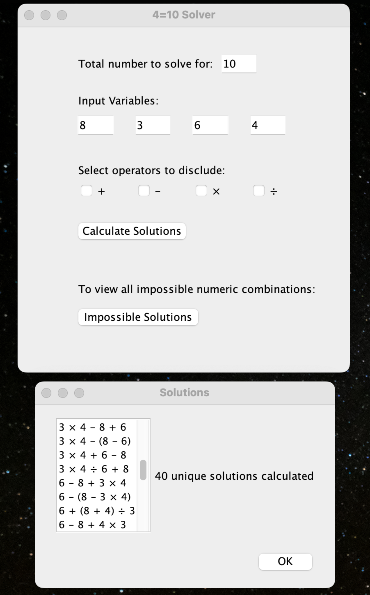 4=10 Solver
Total number to solve for: 10
Input Variables:
8 3 6 4
Select operators to disclude:
+ - × ÷
Calculate Solutions
To view all impossible numeric combinations:
Impossible Solutions
Solutions
3 × 4 – 8 + 6
3 × 4 – (8 – 6)
3 × 4 + 6 – 8
3 × 4 ÷ 6 + 8
6 – 8 + 3 × 4
6 – (8 – 3 × 4)
6 + (8 + 4) ÷ 3
6 – 8 + 4 × 3
40 unique solutions calculated
OK